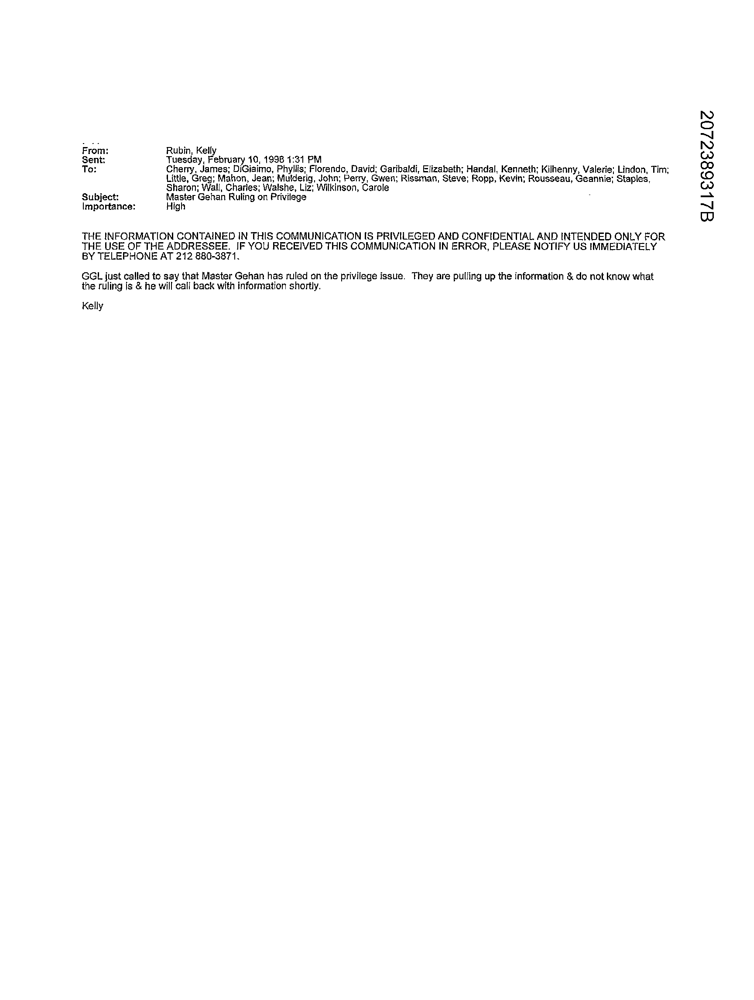 From: Rubin, Kelly
Sent: Tuesday, February 10, 1998 1:31 PM
To: Cherry, James; DiGiaimo, Phyllis; Florendo, David; Garibaldi, Elizabeth; Handal, Kenneth; Kilhenny, Valerie; Lindon, Tim;
Little, Greg; Mahon, Jean; Mulderig, John; Perry, Gwen; Rissman, Steve; Ropp, Kevin; Rousseau, Geannie; Staples,
Sharon; Wall, Charles; Walshe, Liz; Wilkinson, Carole
Subject: Master Gehan Ruling on Privilege
Importance: High
THE INFORMATION CONTAINED IN THIS COMMUNICATION IS PRIVILEGED AND CONFIDENTIAL AND INTENDED ONLY FOR
THE USE OF THE ADDRESSEE. IF YOU RECEIVED THIS COMMUNICATION IN ERROR, PLEASE NOTIFY US IMMEDIATELY
BY TELEPHONE AT 212 880-3871.
GGL just called to say that Master Gehan has ruled on the privilege issue. They are pulling up the information & do not know what
the ruling is & he will call back with information shortly.
Kelly
2072389317B